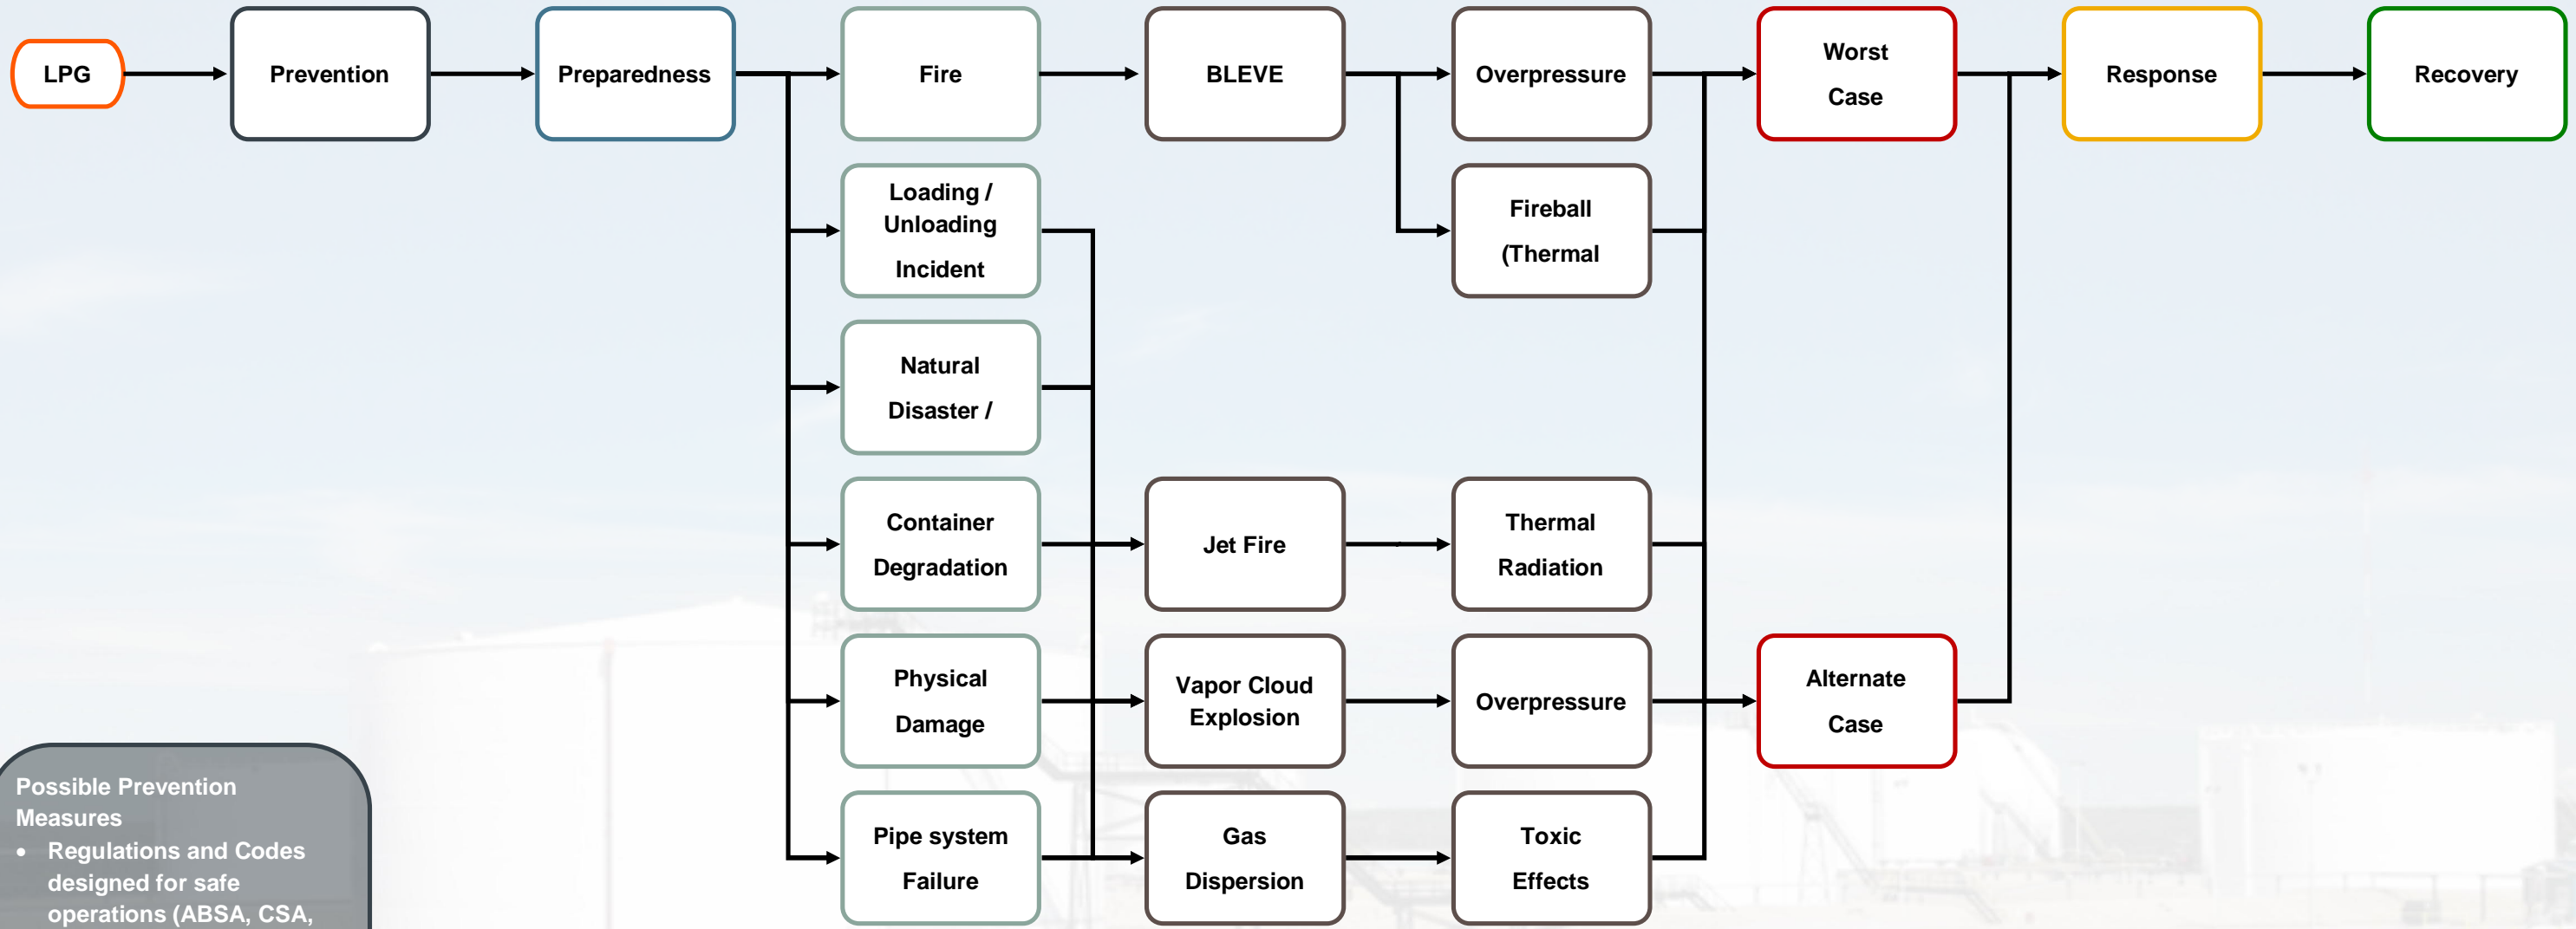 LPG
Prevention
Preparedness
Fire
BLEVE
Overpressure
Worst
Case
Response
Recovery
Loading /
Unloading
Incident
Fireball
(Thermal
Natural
Disaster /
Container
Degradation
Jet Fire
Thermal
Radiation
Physical
Damage
Vapor Cloud
Explosion
Overpressure
Alternate
Case
Pipe system
Failure
Gas
Dispersion
Toxic
Effects
Possible Prevention
Measures
• Regulations and Codes
designed for safe
operations (ABSA, CSA,